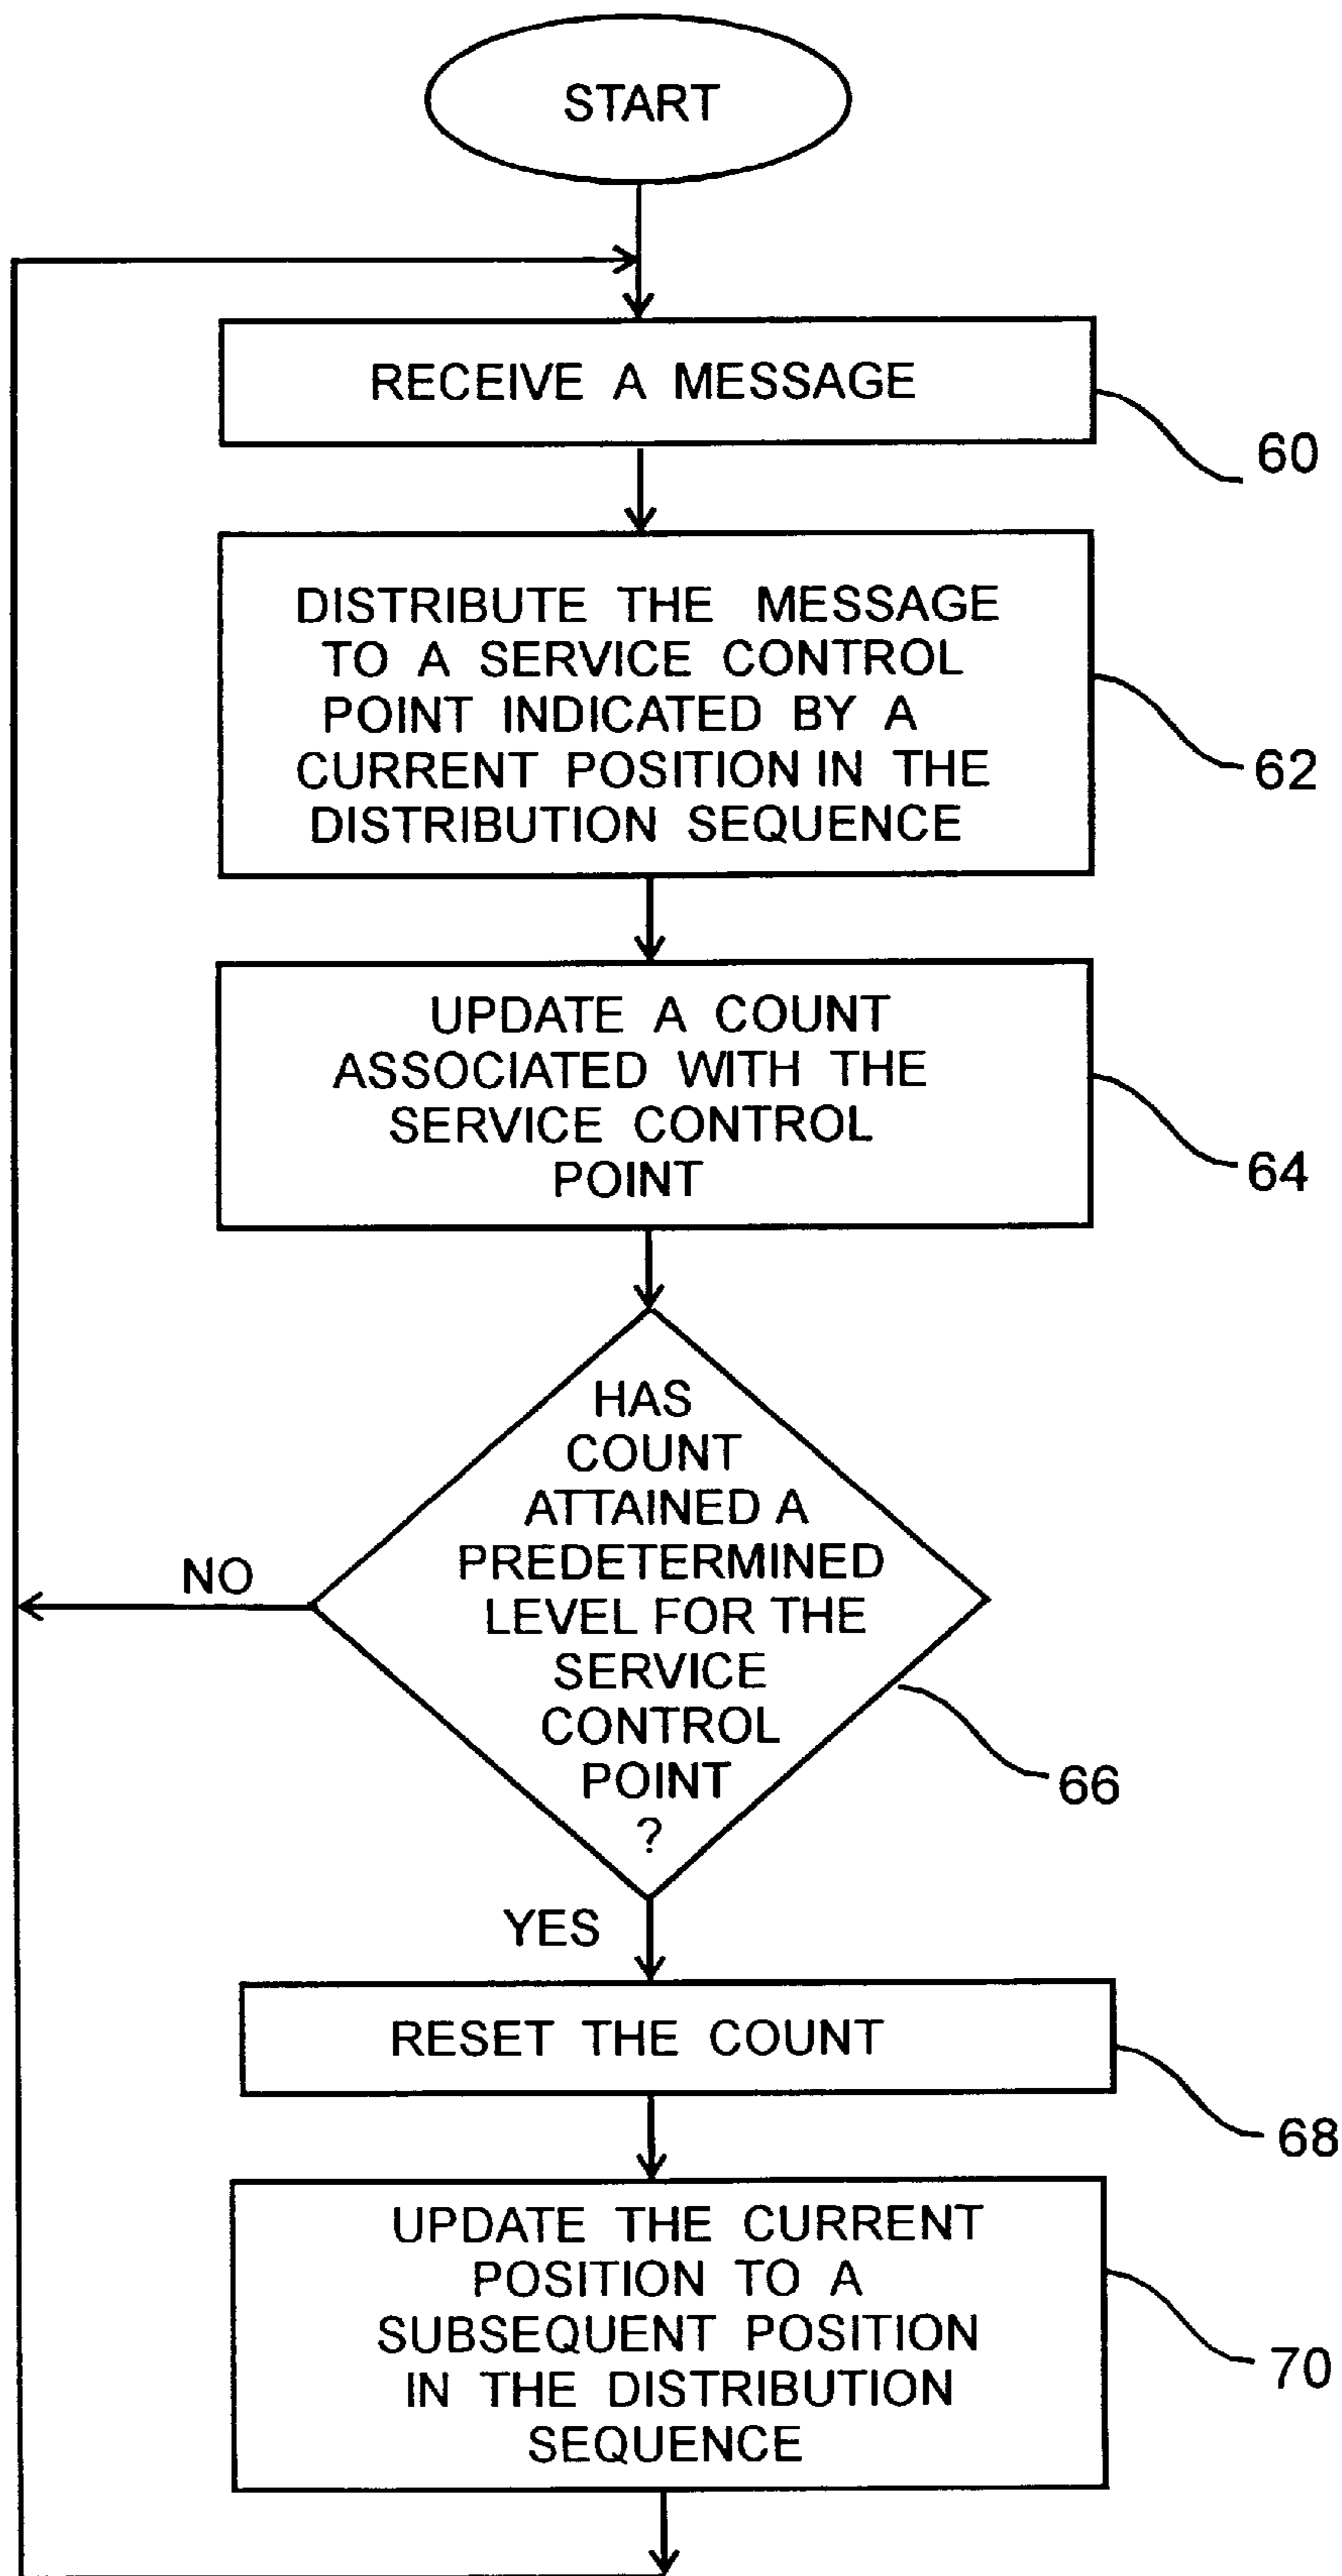 START
RECEIVE A MESSAGE
60
DISTRIBUTE THE MESSAGE
TO A SERVICE CONTROL
POINT INDICATED BY A
CURRENT POSITION IN THE
DISTRIBUTION SEQUENCE
62
UPDATE A COUNT
ASSOCIATED WITH THE
SERVICE CONTROL
POINT
64
HAS
COUNT
ATTAINED A
PREDETERMINED
LEVEL FOR THE
SERVICE
CONTROL
POINT
?
NO
66
YES
RESET THE COUNT
68
UPDATE THE CURRENT
POSITION TO A
SUBSEQUENT POSITION
IN THE DISTRIBUTION
SEQUENCE
70